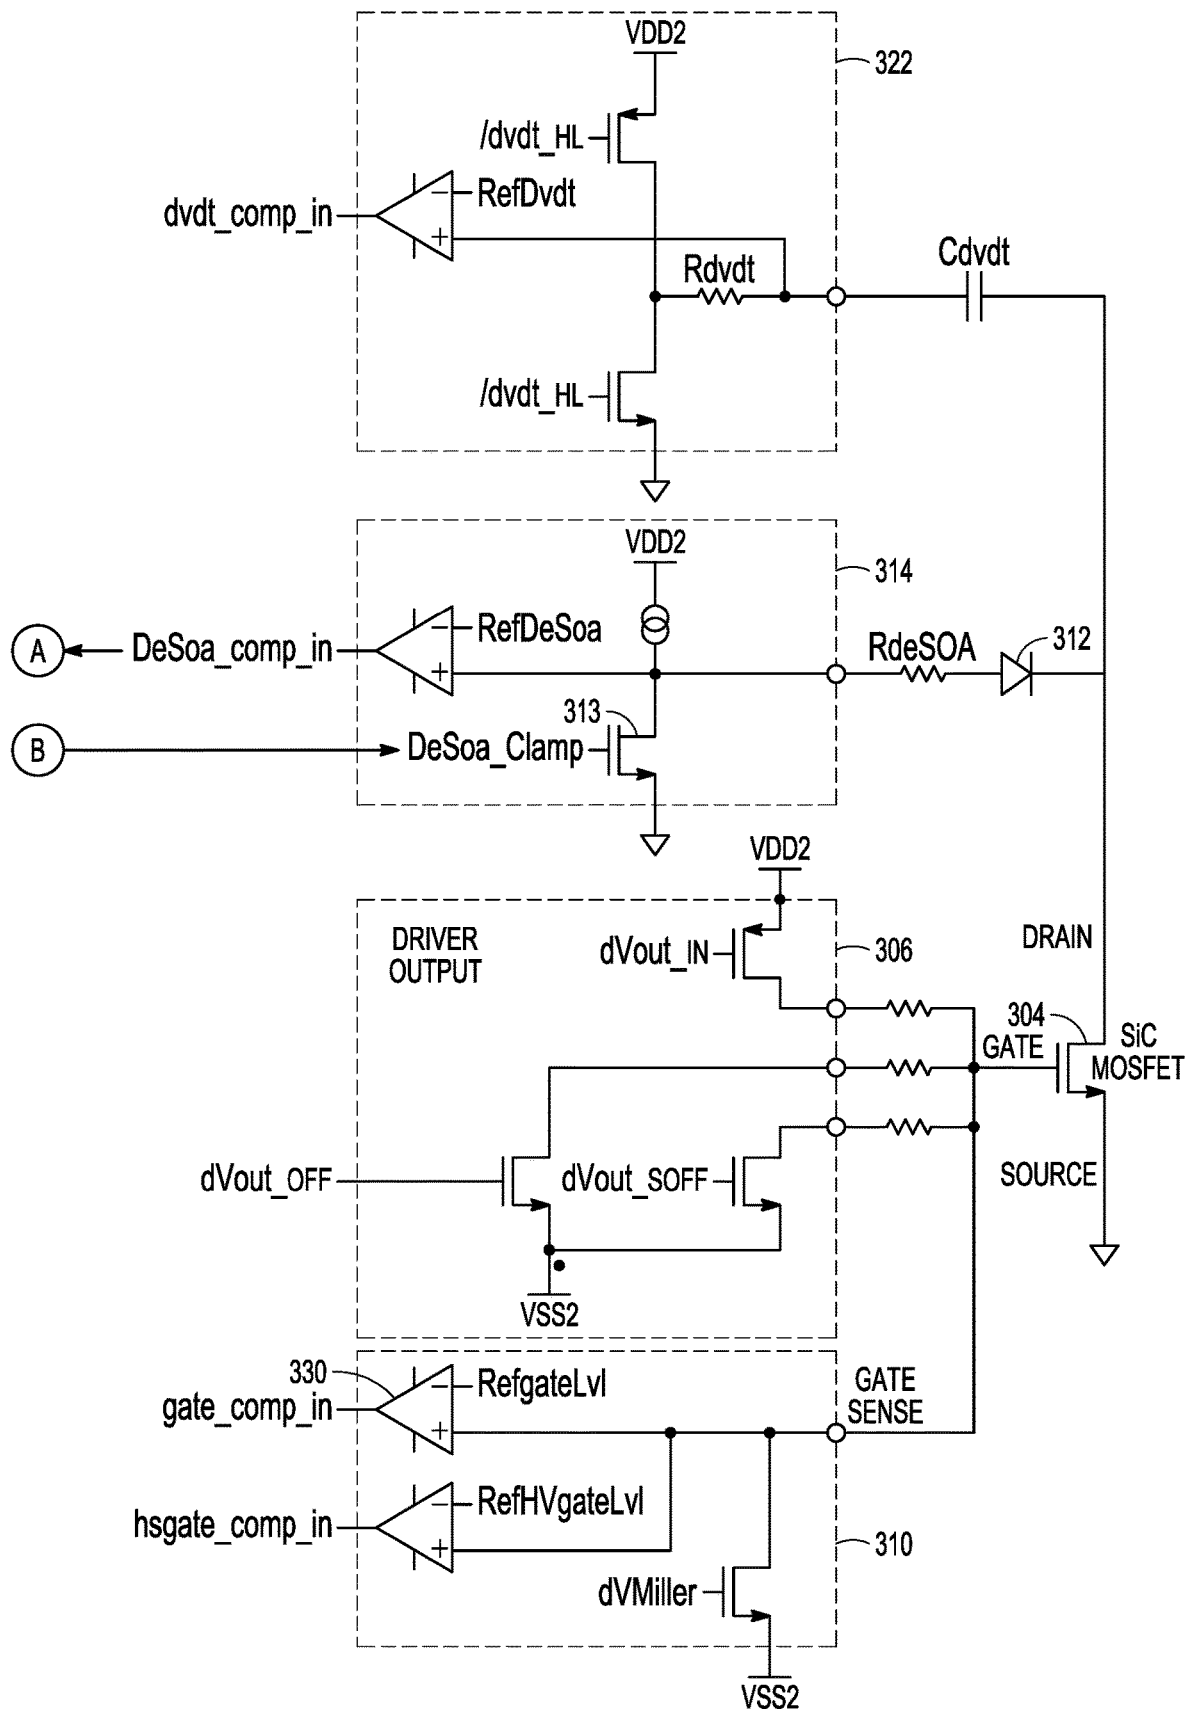 VDD2
322
/dvdt_HL
RefDvdt
dvdt_comp_in
−
+
Rdvdt
Cdvdt
/dvdt_HL
VDD2
314
A
DeSoa_comp_in
−
+
RefDeSoa
RdeSOA
312
313
B
DeSoa_Clamp
VDD2
DRIVER
OUTPUT
dVout_IN
306
DRAIN
304
SiC
MOSFET
GATE
dVout_OFF
dVout_SOFF
SOURCE
VSS2
330
RefgateLvl
gate_comp_in
−
+
GATE
SENSE
RefHVgateLvl
hsgate_comp_in
−
+
310
dVMiller
VSS2